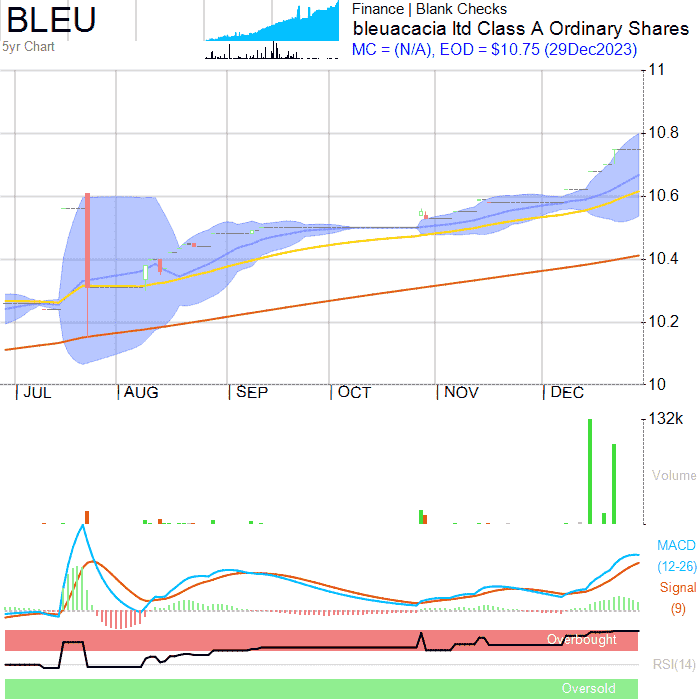 BLEU
5yr Chart
Finance | Blank Checks
bleuacacia ltd Class A Ordinary Shares
MC = (N/A), EOD = $10.75 (29Dec2023)
11
10.8
10.6
10.4
10.2
10
| JUL | AUG | SEP | OCT | NOV | DEC
132k
Volume
MACD
(12-26)
Signal
(9)
Overbought
RSI(14)
Oversold